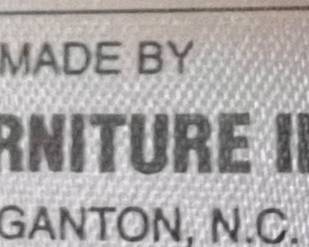 MADE BY
RNITURE I
GANTON, N.C.